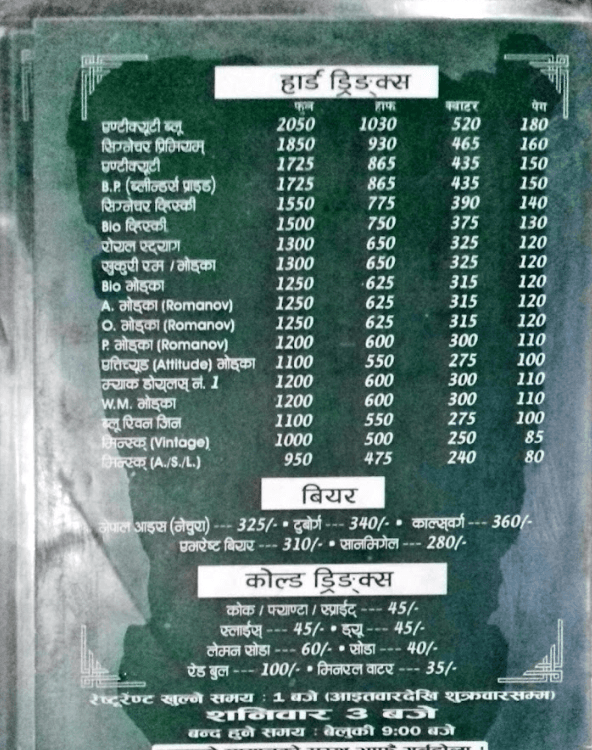 हार्ड ड्रिङ्क्स
फुल हाफ क्वाटर पेग
एण्टीक्यूटी ब्लू 2050 1030 520 180
सिग्नेचर प्रिमियम् 1850 930 465 160
एण्टीक्यूटी 1725 865 435 150
B.P. (ब्लीन्डर्स प्राइड) 1725 865 435 150
सिग्नेचर व्हिस्की 1550 775 390 140
Bio व्हिस्की 1500 750 375 130
रोयल स्ट्याग 1300 650 325 120
खुकुरी रम / भोड्का 1300 650 325 120
Bio भोड्का 1250 625 315 120
A. भोड्का (Romanov) 1250 625 315 120
O. भोड्का (Romanov) 1250 625 315 120
P. भोड्का (Romanov) 1200 600 300 110
एत्तिच्यूड (Attitude) भोड्का 1100 550 275 100
म्याक डोयुलस् नं. 1 1200 600 300 110
W.M. भोड्का 1200 600 300 110
ब्लू रिवन जिन 1100 550 275 100
मिन्स्क् (Vintage) 1000 500 250 85
मिन्स्क् (A./S./L.) 950 475 240 80
बियर
नेपाल आइस (नेचुरा) --- 325/- • टुबोर्ग --- 340/- • कार्ल्स्वर्ग --- 360/-
एभरेष्ट बियर --- 310/- • सानमिगेल --- 280/-
कोल्ड ड्रिङ्क्स
कोक / फ्याण्टा / स्प्राईट् --- 45/-
स्लाईस् --- 45/- • ड्यू --- 45/-
लेमन सोडा --- 60/- • सोडा --- 40/-
रेड बुल --- 100/- • मिनरल वाटर --- 35/-
रेष्टुरेण्ट खुल्ने समय : 1 बजे (आइतवारदेखि शुक्रवारसम्म)
शनिवार 3 बजे
बन्द हुने समय : बेलुकी 9:00 बजे